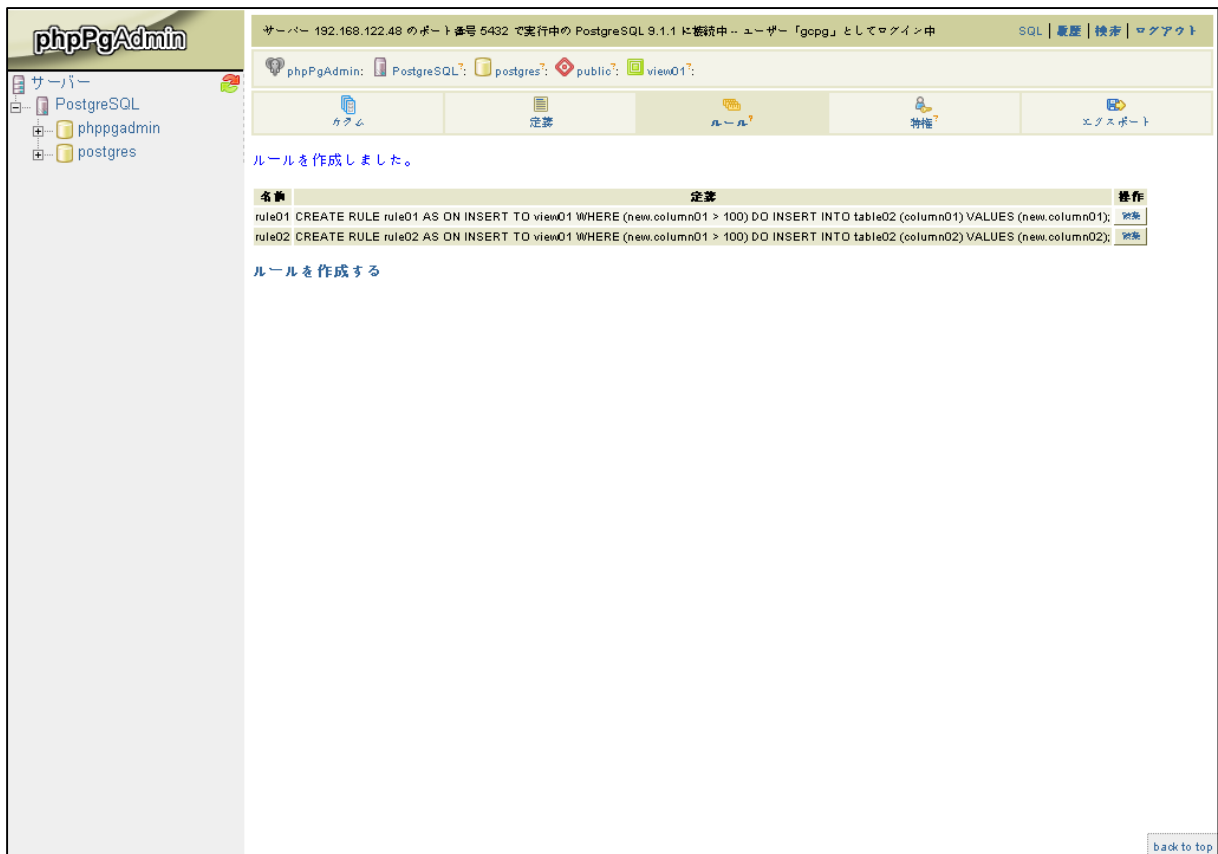 phpPgAdmin
サーバー
PostgreSQL
phppgadmin
postgres
サーバー 192.168.122.48 のポート番号 5432 で実行中の PostgreSQL 9.1.1 に接続中 -- ユーザー「gopg」としてログイン中
SQL | 履歴 | 検索 | ログアウト
phpPgAdmin: PostgreSQL?: postgres?: public?: view01?:
カラム 定義 ルール? 特権? エクスポート
ルールを作成しました。
名前 定義 操作
rule01 CREATE RULE rule01 AS ON INSERT TO view01 WHERE (new.column01 > 100) DO INSERT INTO table02 (column01) VALUES (new.column01);
rule02 CREATE RULE rule02 AS ON INSERT TO view01 WHERE (new.column01 > 100) DO INSERT INTO table02 (column02) VALUES (new.column02);
ルールを作成する
back to top